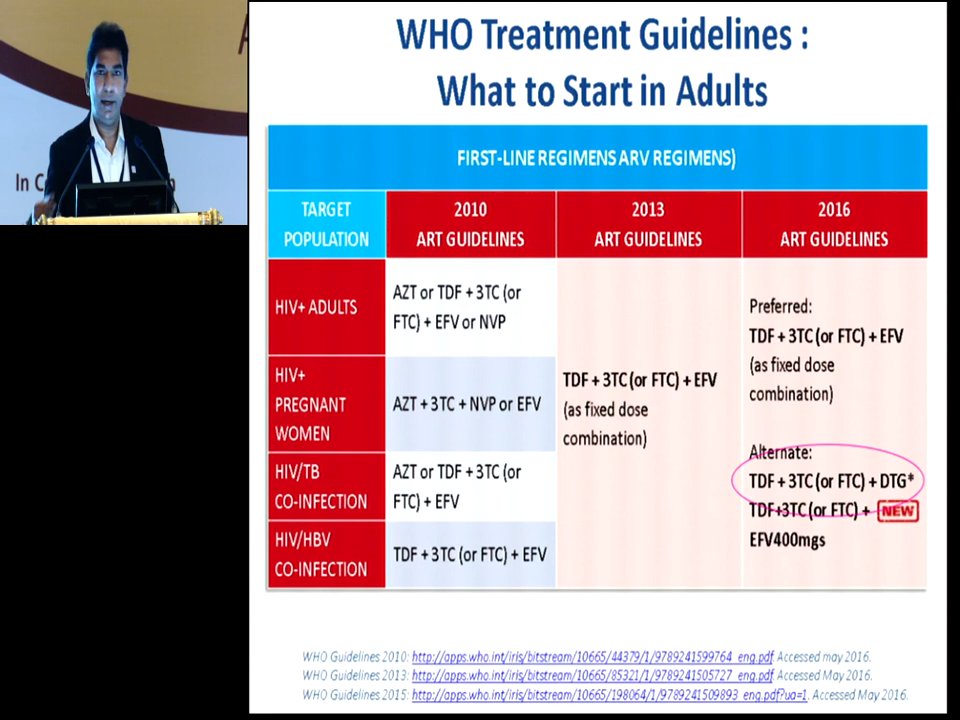 In C
n
WHO Treatment Guidelines :
What to Start in Adults
FIRST-LINE REGIMENS ARV REGIMENS)
TARGET
POPULATION
2010
ART GUIDELINES
2013
ART GUIDELINES
2016
ART GUIDELINES
HIV+ ADULTS
AZT or TDF + 3TC (or
FTC) + EFV or NVP
HIV+
PREGNANT
WOMEN
AZT + 3TC + NVP or EFV
HIV/TB
CO-INFECTION
AZT or TDF + 3TC (or
FTC) + EFV
HIV/HBV
CO-INFECTION
TDF + 3TC (or FTC) + EFV
TDF + 3TC (or FTC) + EFV
(as fixed dose
combination)
Preferred:
TDF + 3TC (or FTC) + EFV
(as fixed dose
combination)
Alternate:
TDF + 3TC (or FTC) + DTG*
TDF+3TC (or FTC) + NEW
EFV400mgs
WHO Guidelines 2010: http://apps.who.int/iris/bitstream/10665/44379/1/9789241599764_eng.pdf. Accessed may 2016.
WHO Guidelines 2013: http://apps.who.int/iris/bitstream/10665/85321/1/9789241505727_eng.pdf. Accessed May 2016.
WHO Guidelines 2015: http://apps.who.int/iris/bitstream/10665/198064/1/9789241509893_eng.pdf?ua=1. Accessed May 2016.